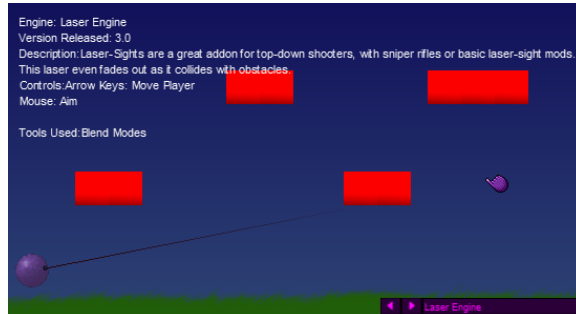 Engine: Laser Engine
Version Released: 3.0
Description:Laser-Sights are a great addon for top-down shooters, with sniper rifles or basic laser-sight mods.
This laser even fades out as it collides with obstacles.
Controls:Arrow Keys: Move Player
Mouse: Aim
Tools Used:Blend Modes
Laser Engine